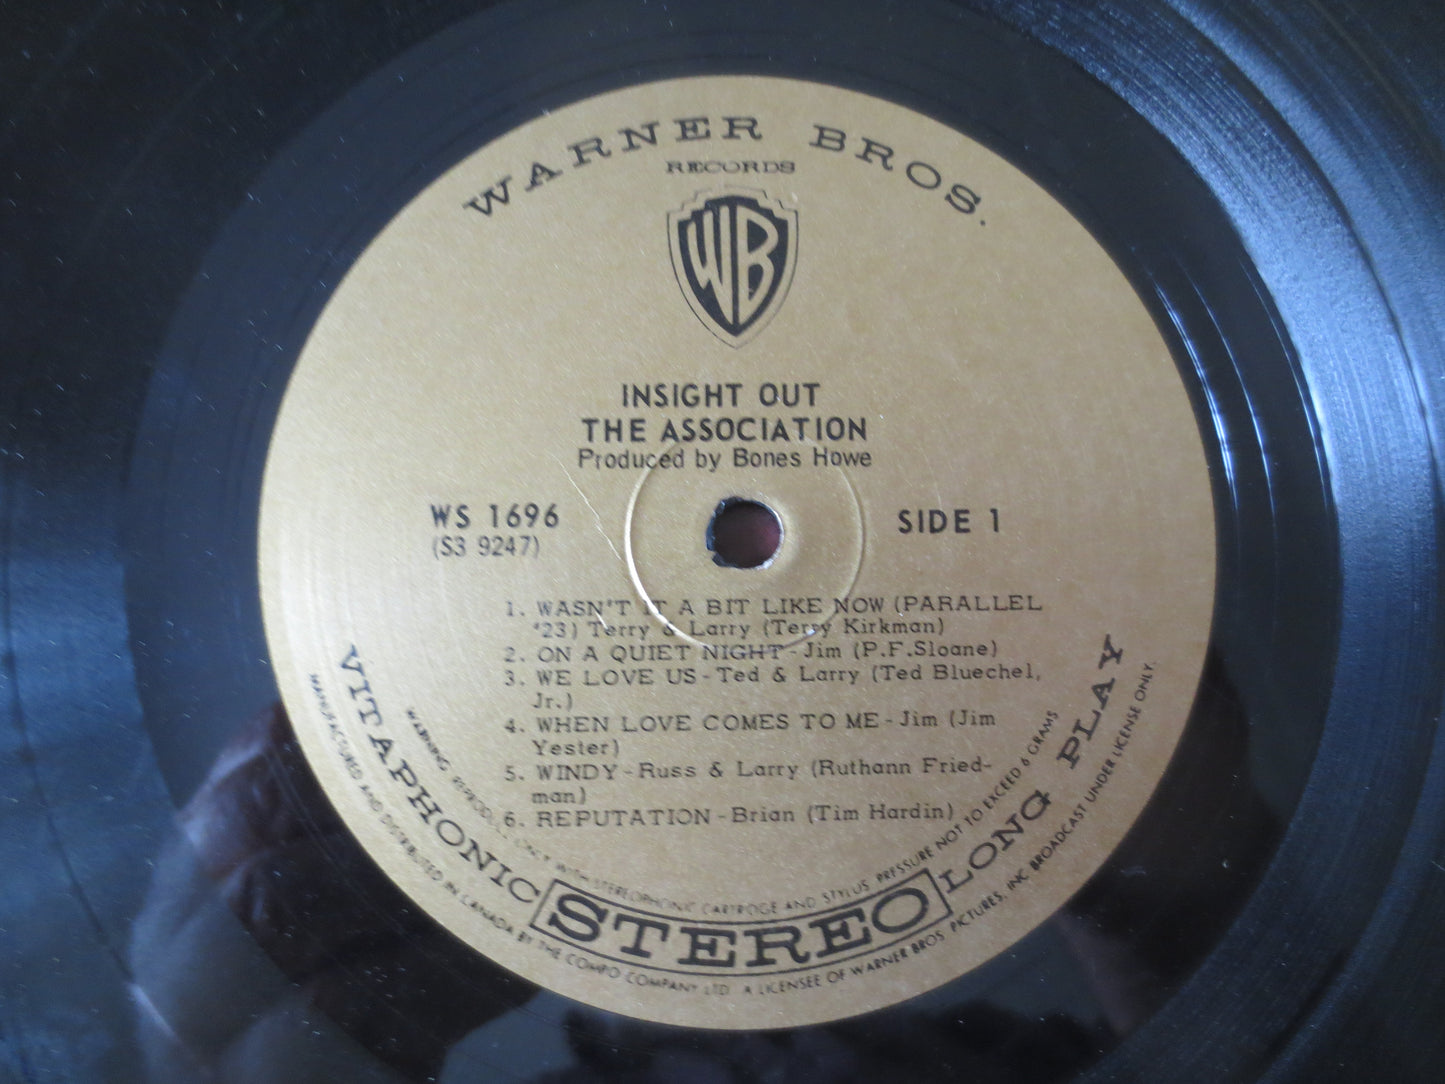 WARNER BROS.
RECORDS
WB
INSIGHT OUT
THE ASSOCIATION
Produced by Bones Howe
WS 1696
(S3 9247)
SIDE 1
1. WASN'T IT A BIT LIKE NOW (PARALLEL
'23) Terry & Larry (Terry Kirkman)
2. ON A QUIET NIGHT-Jim (P.F.Sloane)
3. WE LOVE US-Ted & Larry (Ted Bluechel,
Jr.)
4. WHEN LOVE COMES TO ME-Jim (Jim
Yester)
5. WINDY-Russ & Larry (Ruthann Fried-
man)
6. REPUTATION-Brian (Tim Hardin)
WARNING REPRODUCE ONLY WITH STEREOPHONIC CARTRIDGE AND STYLUS PRESSURE NOT TO EXCEED 6 GRAMS
VITAPHONIC STEREO LONG PLAY
MANUFACTURED AND DISTRIBUTED IN CANADA BY THE COMPO COMPANY LTD. A LICENSEE OF WARNER BROS. PICTURES, INC. BROADCAST UNDER LICENSE ONLY.